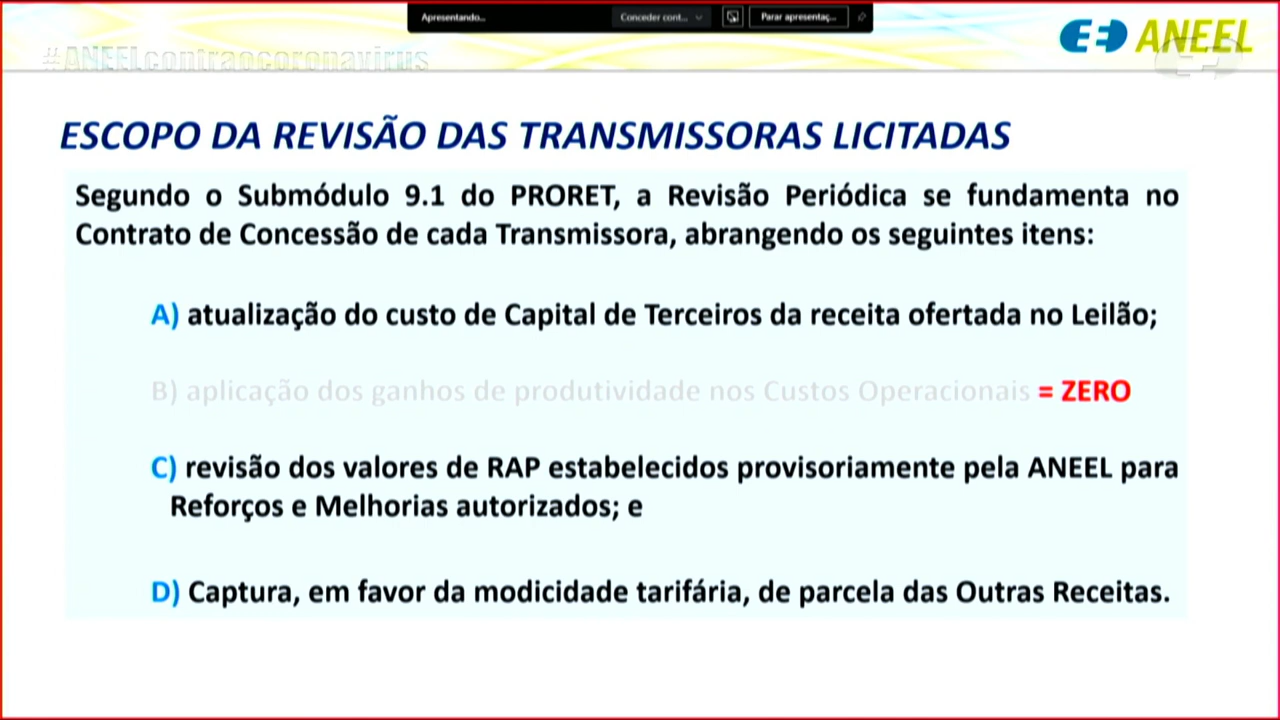 Apresentando...
Conceder cont...
Parar apresentaç...
#ANEELcontraocoronavirus
ANEEL
ESCOPO DA REVISÃO DAS TRANSMISSORAS LICITADAS
Segundo o Submódulo 9.1 do PRORET, a Revisão Periódica se fundamenta no
Contrato de Concessão de cada Transmissora, abrangendo os seguintes itens:
A) atualização do custo de Capital de Terceiros da receita ofertada no Leilão;
B) aplicação dos ganhos de produtividade nos Custos Operacionais = ZERO
C) revisão dos valores de RAP estabelecidos provisoriamente pela ANEEL para
Reforços e Melhorias autorizados; e
D) Captura, em favor da modicidade tarifária, de parcela das Outras Receitas.